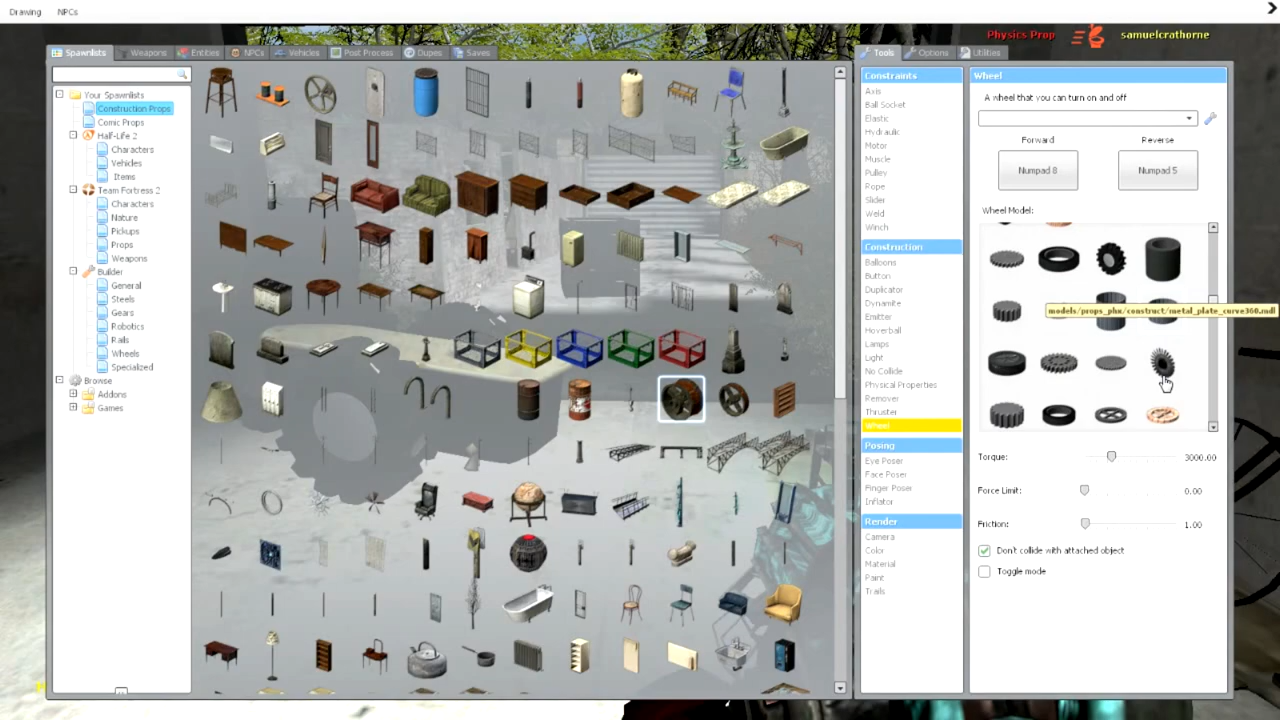 Drawing NPCs
Physics Prop samuelcrathorne
Spawnlists Weapons Entities NPCs Vehicles Post Process Dupes Saves
Tools Options Utilities
Your Spawnlists
Construction Props
Comic Props
Half-Life 2
Characters
Vehicles
Items
Team Fortress 2
Characters
Nature
Pickups
Props
Weapons
Builder
General
Steels
Gears
Robotics
Rails
Wheels
Specialized
Browse
Addons
Games
Constraints
Axis
Ball Socket
Elastic
Hydraulic
Motor
Muscle
Pulley
Rope
Slider
Weld
Winch
Construction
Balloons
Button
Duplicator
Dynamite
Emitter
Hoverball
Lamps
Light
No Collide
Physical Properties
Remover
Thruster
Wheel
Posing
Eye Poser
Face Poser
Finger Poser
Inflator
Render
Camera
Color
Material
Paint
Trails
Wheel
A wheel that you can turn on and off
Forward Reverse
Numpad 8 Numpad 5
Wheel Model:
models/props_phx/construct/metal_plate_curve360.mdl
Torque: 3000.00
Force Limit: 0.00
Friction: 1.00
Don't collide with attached object
Toggle mode